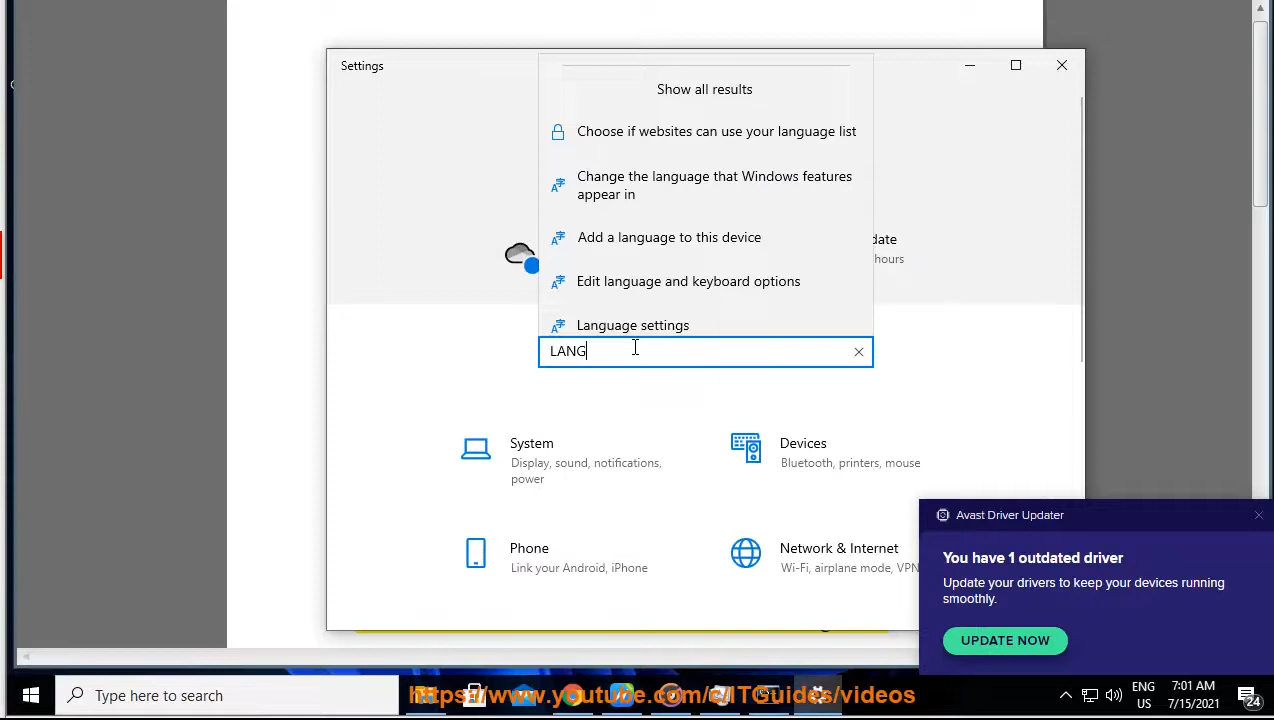 Settings
Show all results
Choose if websites can use your language list
Change the language that Windows features
appear in
Add a language to this device
Edit language and keyboard options
Language settings
LANG
date
hours
System
Display, sound, notifications,
power
Devices
Bluetooth, printers, mouse
Phone
Link your Android, iPhone
Network & Internet
Wi-Fi, airplane mode, VPN
Avast Driver Updater
You have 1 outdated driver
Update your drivers to keep your devices running
smoothly.
UPDATE NOW
Type here to search
https://www.youtube.com/c/ITGuides/videos
ENG
US
7:01 AM
7/15/2021
24